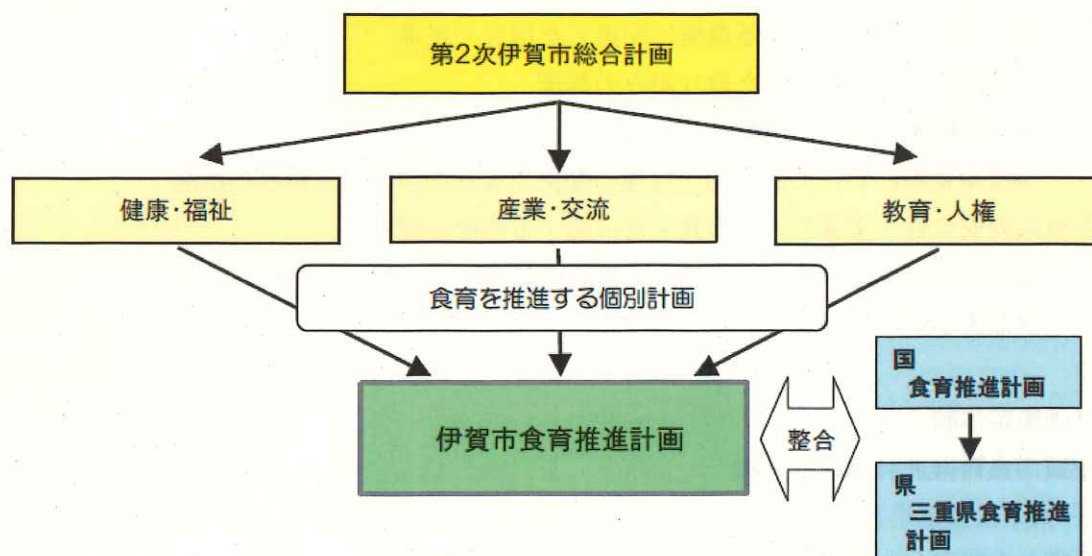 第2次伊賀市総合計画
健康・福祉
産業・交流
教育・人権
食育を推進する個別計画
伊賀市食育推進計画
整合
国
食育推進計画
県
三重県食育推進
計画